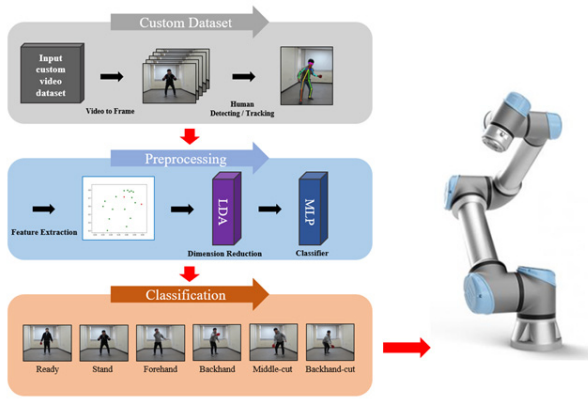 Custom Dataset
Input
custom
video
dataset
Video to Frame
Human
Detecting / Tracking
Preprocessing
Feature Extraction
LDA
Dimension Reduction
MLP
Classifier
Classification
Ready
Stand
Forehand
Backhand
Middle-cut
Backhand-cut